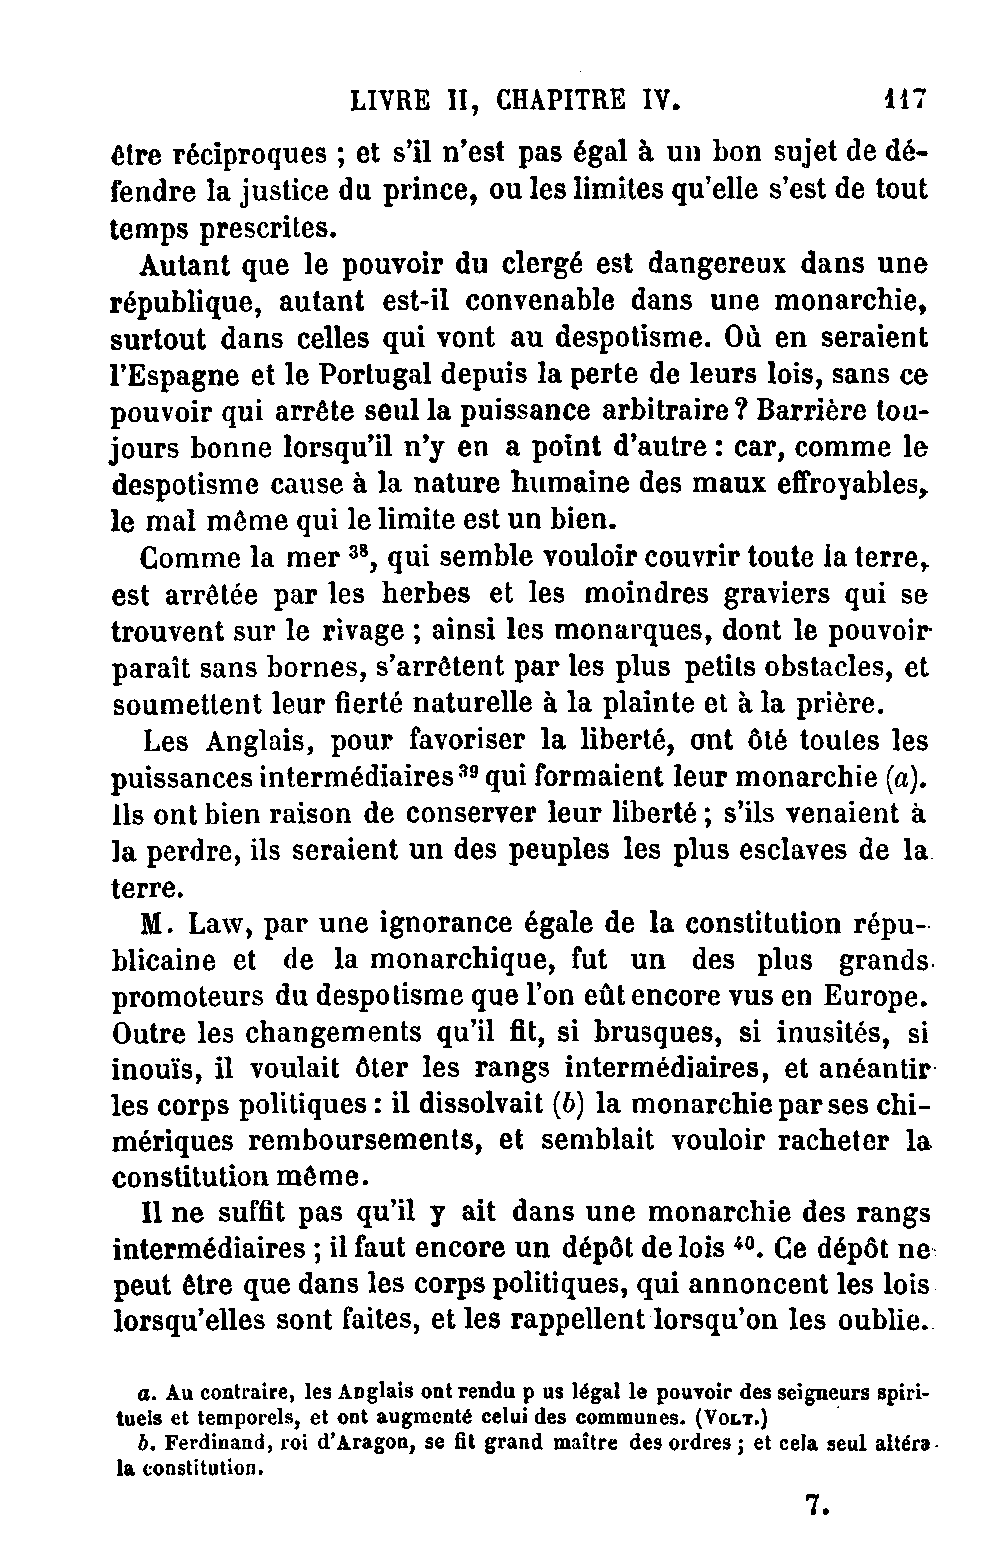 LIVRE II, CHAPITRE IV. 117
être réciproques ; et s'il n'est pas égal à un bon sujet de dé-
fendre la justice du prince, ou les limites qu'elle s'est de tout
temps prescrites.
Autant que le pouvoir du clergé est dangereux dans une
république, autant est-il convenable dans une monarchie,
surtout dans celles qui vont au despotisme. Où en seraient
l'Espagne et le Portugal depuis la perte de leurs lois, sans ce
pouvoir qui arrête seul la puissance arbitraire ? Barrière tou-
jours bonne lorsqu'il n'y en a point d'autre : car, comme le
despotisme cause à la nature humaine des maux effroyables,
le mal même qui le limite est un bien.
Comme la mer ³⁸, qui semble vouloir couvrir toute la terre,
est arrêtée par les herbes et les moindres graviers qui se
trouvent sur le rivage ; ainsi les monarques, dont le pouvoir
paraît sans bornes, s'arrêtent par les plus petits obstacles, et
soumettent leur fierté naturelle à la plainte et à la prière.
Les Anglais, pour favoriser la liberté, ont ôté toutes les
puissances intermédiaires ³⁹ qui formaient leur monarchie (a).
Ils ont bien raison de conserver leur liberté ; s'ils venaient à
la perdre, ils seraient un des peuples les plus esclaves de la
terre.
M. Law, par une ignorance égale de la constitution répu-
blicaine et de la monarchique, fut un des plus grands
promoteurs du despotisme que l'on eût encore vus en Europe.
Outre les changements qu'il fit, si brusques, si inusités, si
inouïs, il voulait ôter les rangs intermédiaires, et anéantir
les corps politiques : il dissolvait (b) la monarchie par ses chi-
mériques remboursements, et semblait vouloir racheter la
constitution même.
Il ne suffit pas qu'il y ait dans une monarchie des rangs
intermédiaires ; il faut encore un dépôt de lois ⁴⁰. Ce dépôt ne
peut être que dans les corps politiques, qui annoncent les lois
lorsqu'elles sont faites, et les rappellent lorsqu'on les oublie.
a. Au contraire, les Anglais ont rendu p us légal le pouvoir des seigneurs spiri-
tuels et temporels, et ont augmenté celui des communes. (VOLT.)
b. Ferdinand, roi d'Aragon, se fit grand maître des ordres ; et cela seul altéra
la constitution.
7.